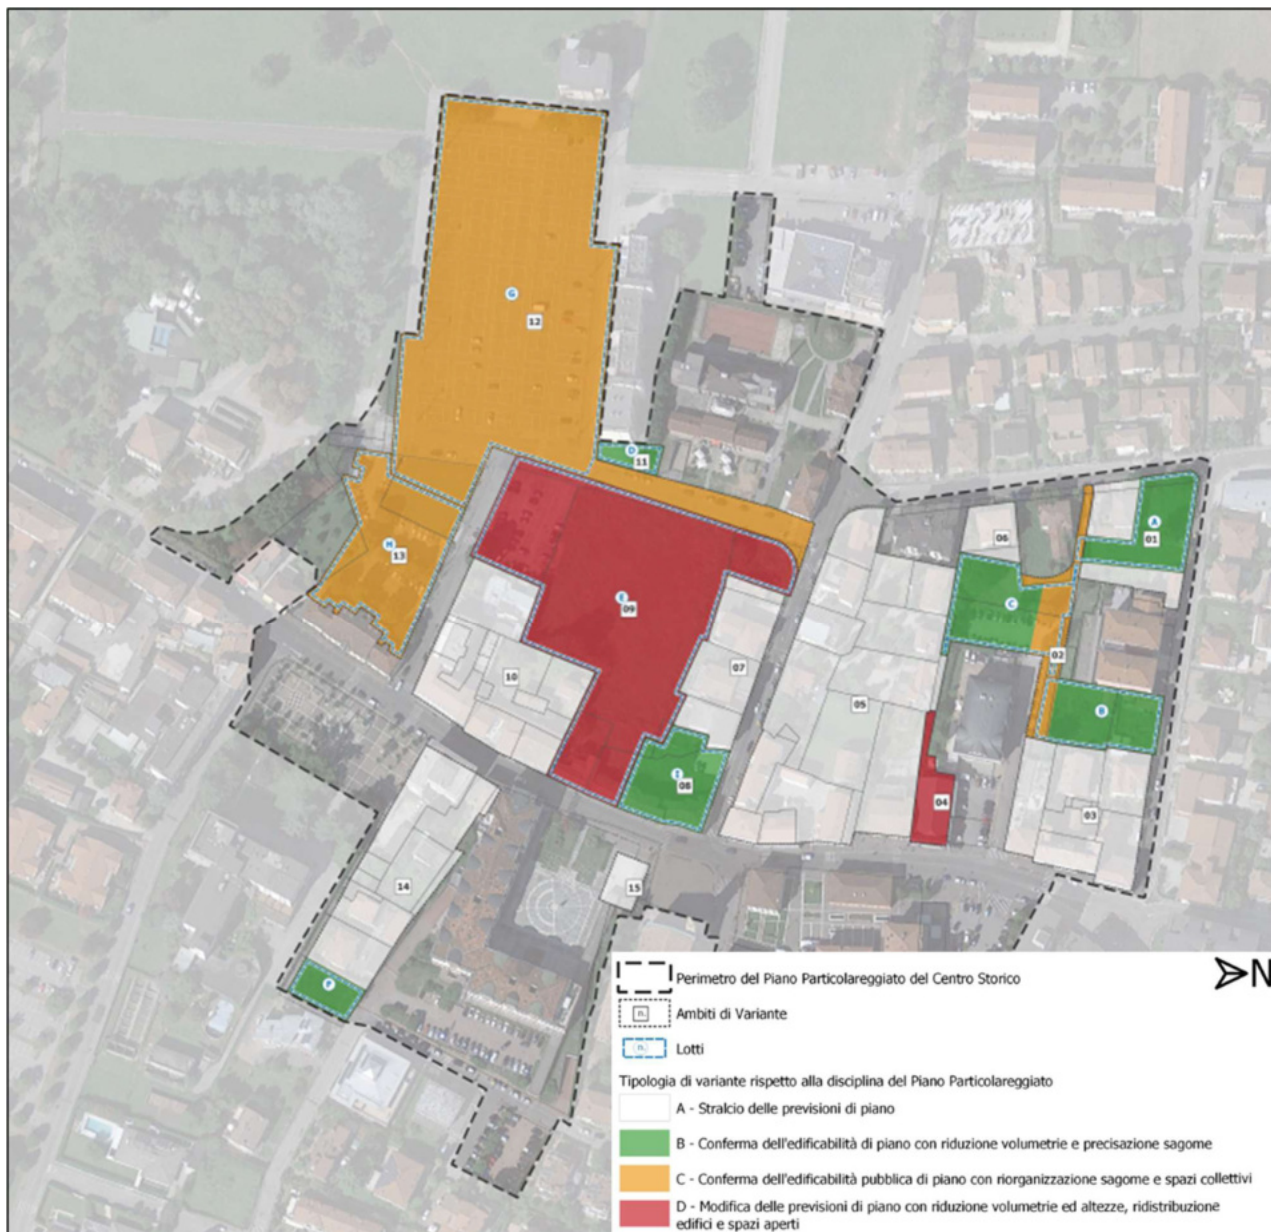 G
12
D
11
A
01
06
H
13
C
E
09
02
07
10
05
B
I
08
04
03
14
15
F
N
Perimetro del Piano Particolareggiato del Centro Storico
n.
Ambiti di Variante
n.
Lotti
Tipologia di variante rispetto alla disciplina del Piano Particolareggiato
A - Stralcio delle previsioni di piano
B - Conferma dell'edificabilità di piano con riduzione volumetrie e precisazione sagome
C - Conferma dell'edificabilità pubblica di piano con riorganizzazione sagome e spazi collettivi
D - Modifica delle previsioni di piano con riduzione volumetrie ed altezze, ridistribuzione
edifici e spazi aperti